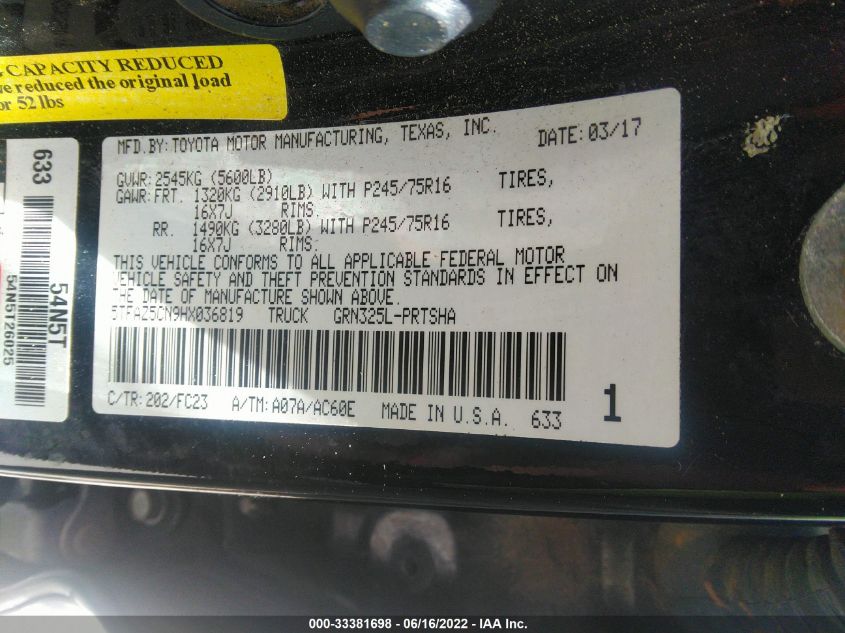 CAPACITY REDUCED
we reduced the original load
or 52 lbs
633
54N5T
54N5T26025
MFD.BY:TOYOTA MOTOR MANUFACTURING, TEXAS, INC. DATE:03/17
GVWR:2545KG (5600LB)
GAWR:FRT. 1320KG (2910LB) WITH P245/75R16 TIRES,
16X7J RIMS.
RR. 1490KG (3280LB) WITH P245/75R16 TIRES,
16X7J RIMS.
THIS VEHICLE CONFORMS TO ALL APPLICABLE FEDERAL MOTOR
VEHICLE SAFETY AND THEFT PREVENTION STANDARDS IN EFFECT ON
THE DATE OF MANUFACTURE SHOWN ABOVE.
5TFAZ5CN9HX036819 TRUCK GRN325L-PRTSHA
C/TR:202/FC23 A/TM:A07A/AC60E MADE IN U.S.A. 633 1
000-33381698 - 06/16/2022 - IAA Inc.